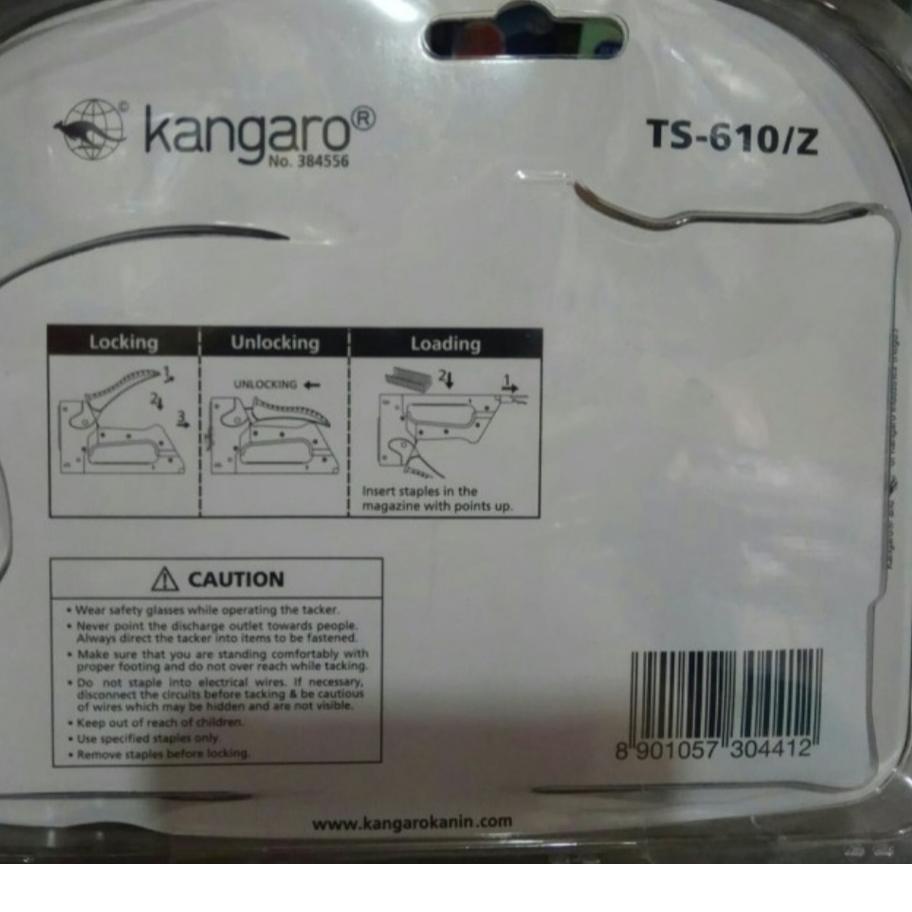 kangaro®
No. 384556
TS-610/Z
Locking
Unlocking
Loading
1
2
3
UNLOCKING
2
1
Insert staples in the
magazine with points up.
CAUTION
• Wear safety glasses while operating the tacker.
• Never point the discharge outlet towards people.
Always direct the tacker into items to be fastened.
• Make sure that you are standing comfortably with
proper footing and do not over reach while tacking.
• Do not staple into electrical wires. If necessary,
disconnect the circuits before tacking & be cautious
of wires which may be hidden and are not visible.
• Keep out of reach of children.
• Use specified staples only.
• Remove staples before locking.
8 901057 304412
www.kangarokanin.com